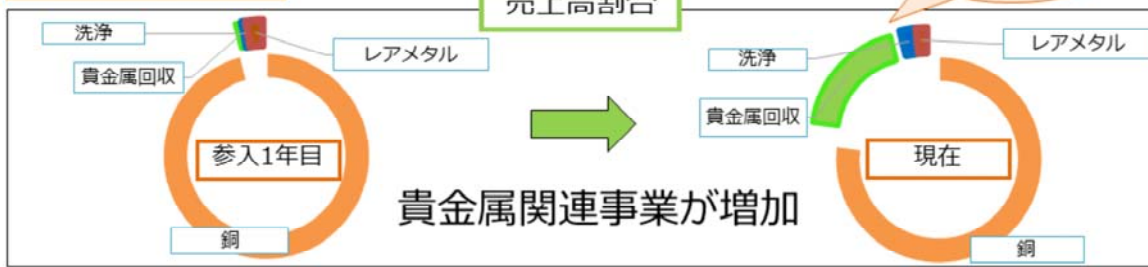 売上高割合
洗浄
貴金属回収
レアメタル
参入1年目
銅
貴金属関連事業が増加
洗浄
貴金属回収
レアメタル
現在
銅